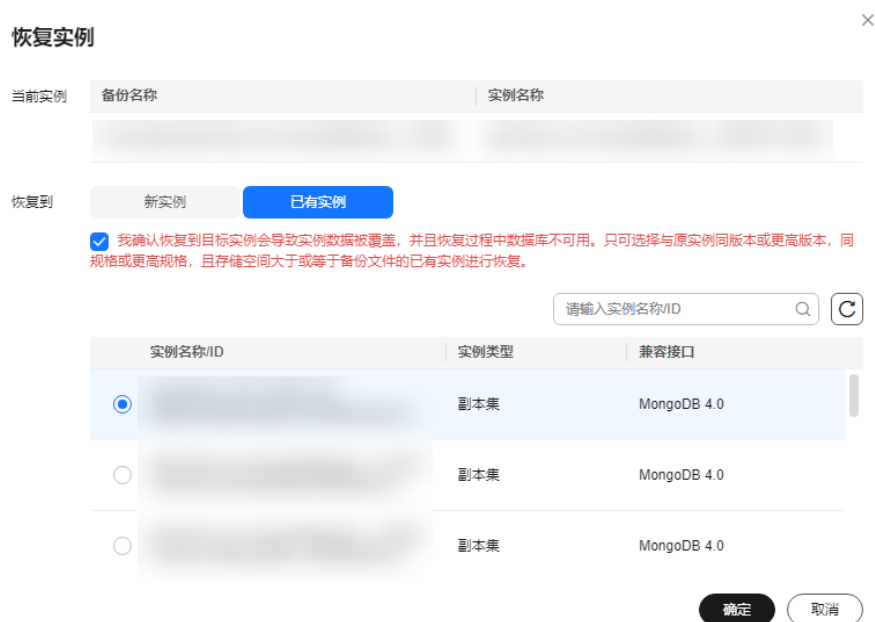 恢复实例
当前实例
备份名称
实例名称
恢复到
新实例
已有实例
我确认恢复到目标实例会导致实例数据被覆盖，并且恢复过程中数据库不可用。只可选择与原实例同版本或更高版本，同
规格或更高规格，且存储空间大于或等于备份文件的已有实例进行恢复。
请输入实例名称/ID
实例名称/ID
实例类型
兼容接口
副本集
MongoDB 4.0
副本集
MongoDB 4.0
副本集
MongoDB 4.0
确定
取消